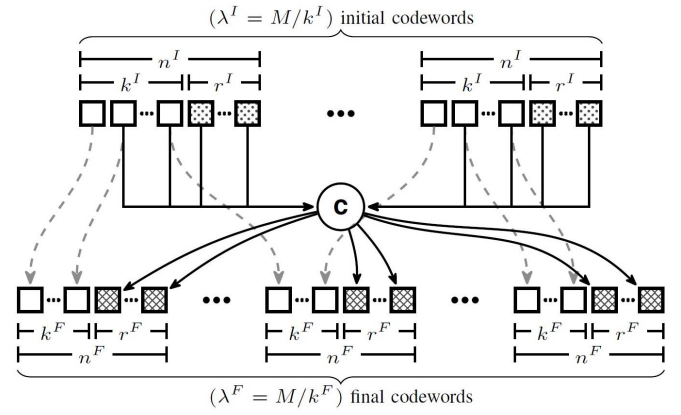 (λ^I = M/k^I) initial codewords
n^I n^I
k^I r^I k^I r^I
C
k^F r^F k^F r^F k^F r^F
n^F n^F n^F
(λ^F = M/k^F) final codewords